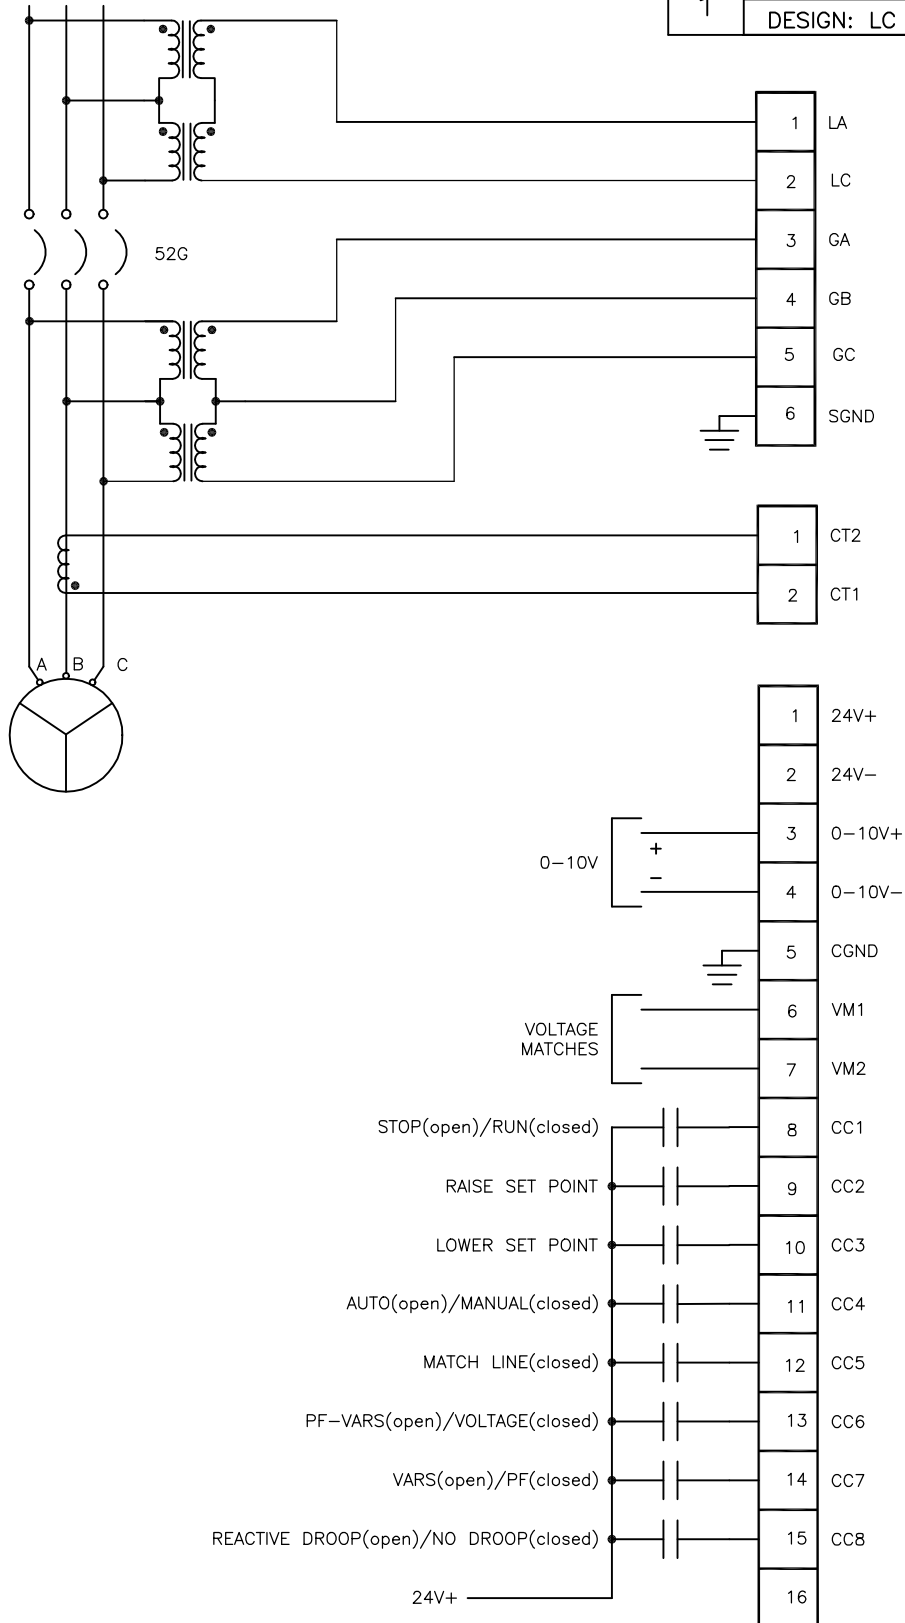 DESIGN: LC
1 LA
2 LC
3 GA
52G
4 GB
5 GC
6 SGND
1 CT2
2 CT1
A B C
1 24V+
2 24V-
3 0-10V+
0-10V
+
-
4 0-10V-
5 CGND
6 VM1
VOLTAGE
MATCHES
7 VM2
STOP(open)/RUN(closed) 8 CC1
RAISE SET POINT 9 CC2
LOWER SET POINT 10 CC3
AUTO(open)/MANUAL(closed) 11 CC4
MATCH LINE(closed) 12 CC5
PF-VARS(open)/VOLTAGE(closed) 13 CC6
VARS(open)/PF(closed) 14 CC7
REACTIVE DROOP(open)/NO DROOP(closed) 15 CC8
24V+ 16